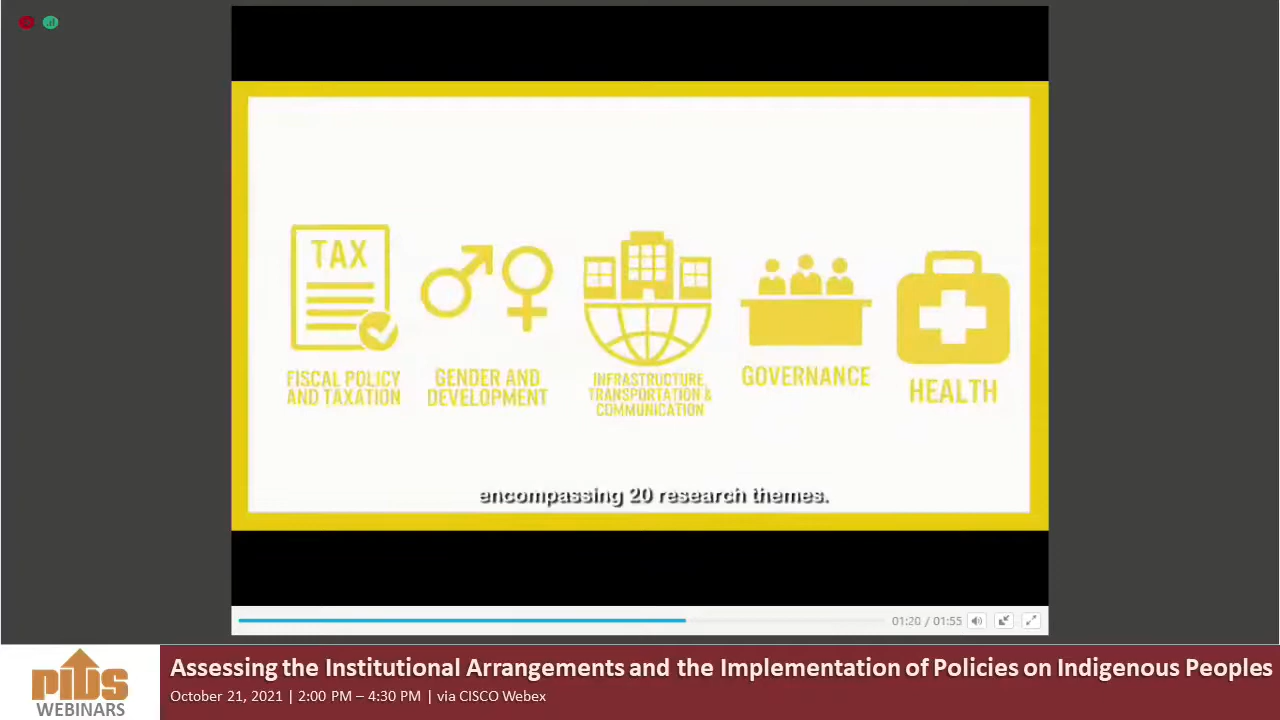 TAX
FISCAL POLICY
AND TAXATION
GENDER AND
DEVELOPMENT
INFRASTRUCTURE,
TRANSPORTATION &
COMMUNICATION
GOVERNANCE
HEALTH
encompassing 20 research themes.
01:20 / 01:55
pids
WEBINARS
Assessing the Institutional Arrangements and the Implementation of Policies on Indigenous Peoples
October 21, 2021 | 2:00 PM – 4:30 PM | via CISCO Webex